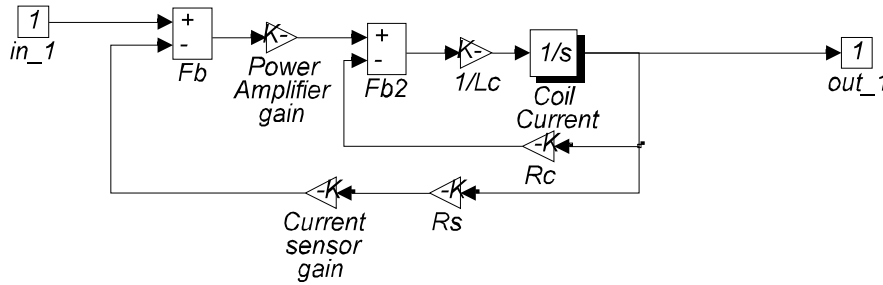 1
in_1
+
-
Fb
K-
Power
Amplifier
gain
+
-
Fb2
K-
1/Lc
1/s
Coil
Current
1
out_1
-K
Rc
-K
Current
sensor
gain
-K
Rs